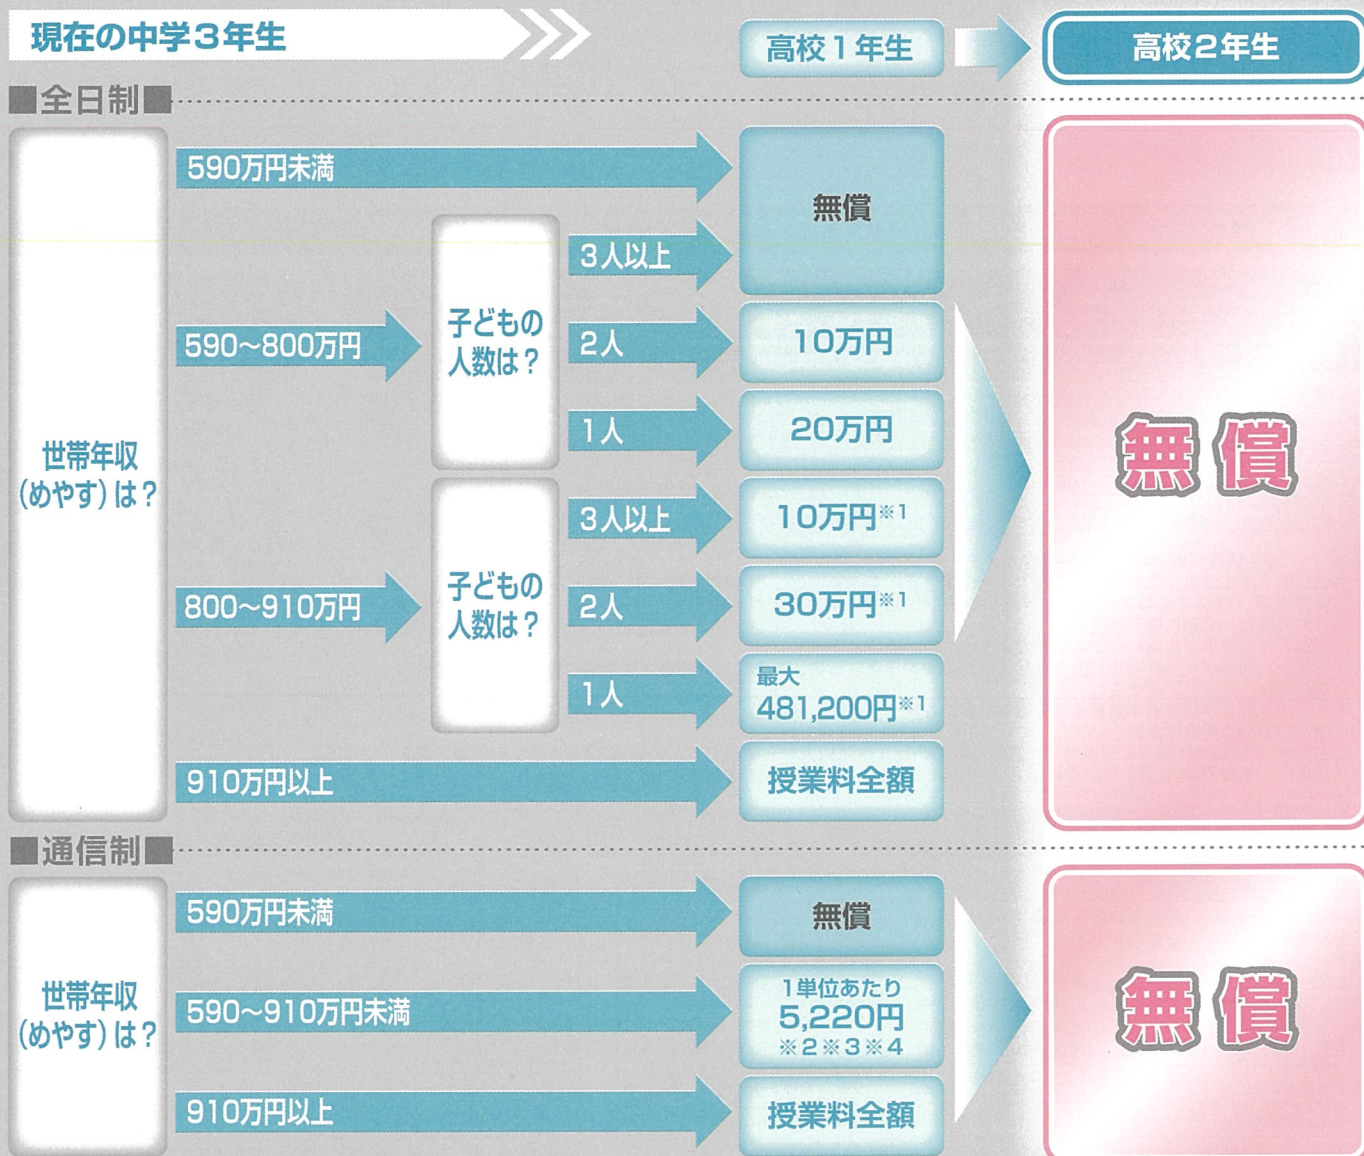 現在の中学3年生
高校1年生
高校2年生
■全日制■
世帯年収
(めやす)は？
590万円未満
無償
590〜800万円
子どもの
人数は？
3人以上
2人
10万円
1人
20万円
800〜910万円
子どもの
人数は？
3人以上
10万円※1
2人
30万円※1
1人
最大
481,200円※1
910万円以上
授業料全額
無償
■通信制■
世帯年収
(めやす)は？
590万円未満
無償
590〜910万円未満
1単位あたり
5,220円
※2※3※4
910万円以上
授業料全額
無償